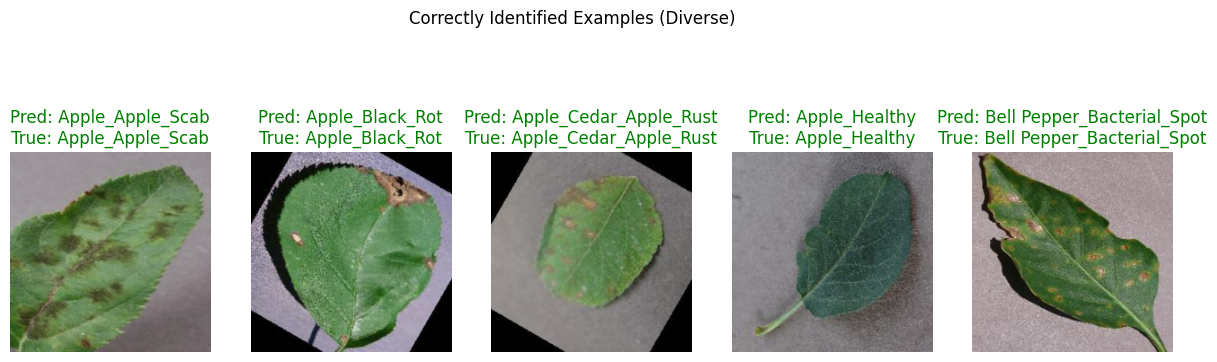 Correctly Identified Examples (Diverse)
Pred: Apple_Apple_Scab
True: Apple_Apple_Scab
Pred: Apple_Black_Rot
True: Apple_Black_Rot
Pred: Apple_Cedar_Apple_Rust
True: Apple_Cedar_Apple_Rust
Pred: Apple_Healthy
True: Apple_Healthy
Pred: Bell Pepper_Bacterial_Spot
True: Bell Pepper_Bacterial_Spot